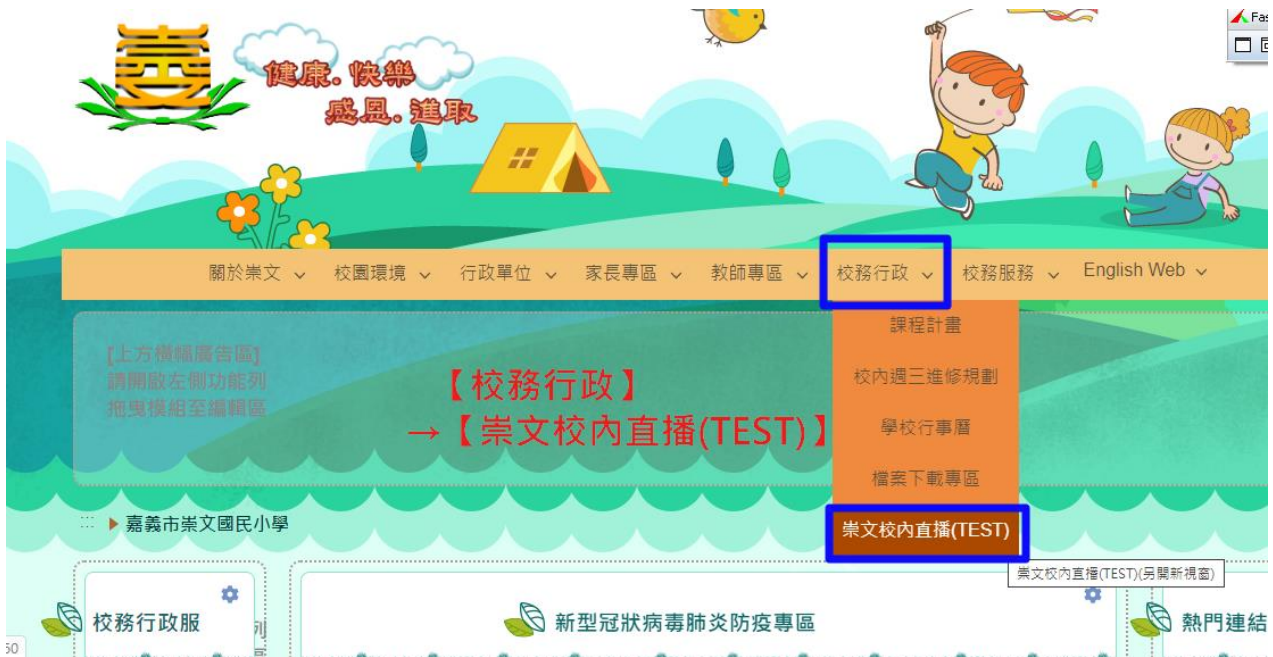 健康.快樂
感恩.進取
Fas
關於崇文 校園環境 行政單位 家長專區 教師專區 校務行政 校務服務 English Web
課程計畫
校內週三進修規劃
學校行事曆
檔案下載專區
崇文校內直播(TEST)
崇文校內直播(TEST)(另開新視窗)
[上方橫幅廣告區]
請開啟左側功能列
拖曳模組至編輯區
【校務行政】
→【崇文校內直播(TEST)】
嘉義市崇文國民小學
校務行政服
列
新型冠狀病毒肺炎防疫專區
熱門連結
50